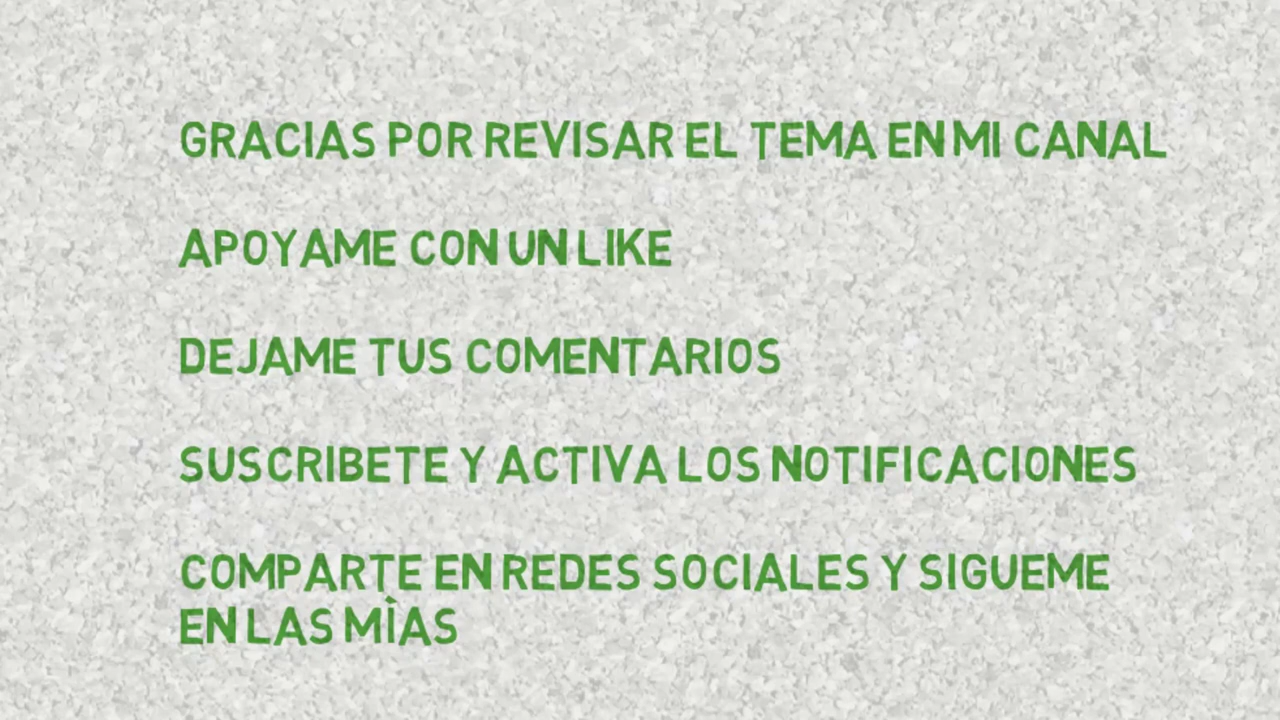 GRACIAS POR REVISAR EL TEMA EN MI CANAL
APOYAME CON UN LIKE
DEJAME TUS COMENTARIOS
SUSCRIBETE Y ACTIVA LOS NOTIFICACIONES
COMPARTE EN REDES SOCIALES Y SIGUEME
EN LAS MÌAS